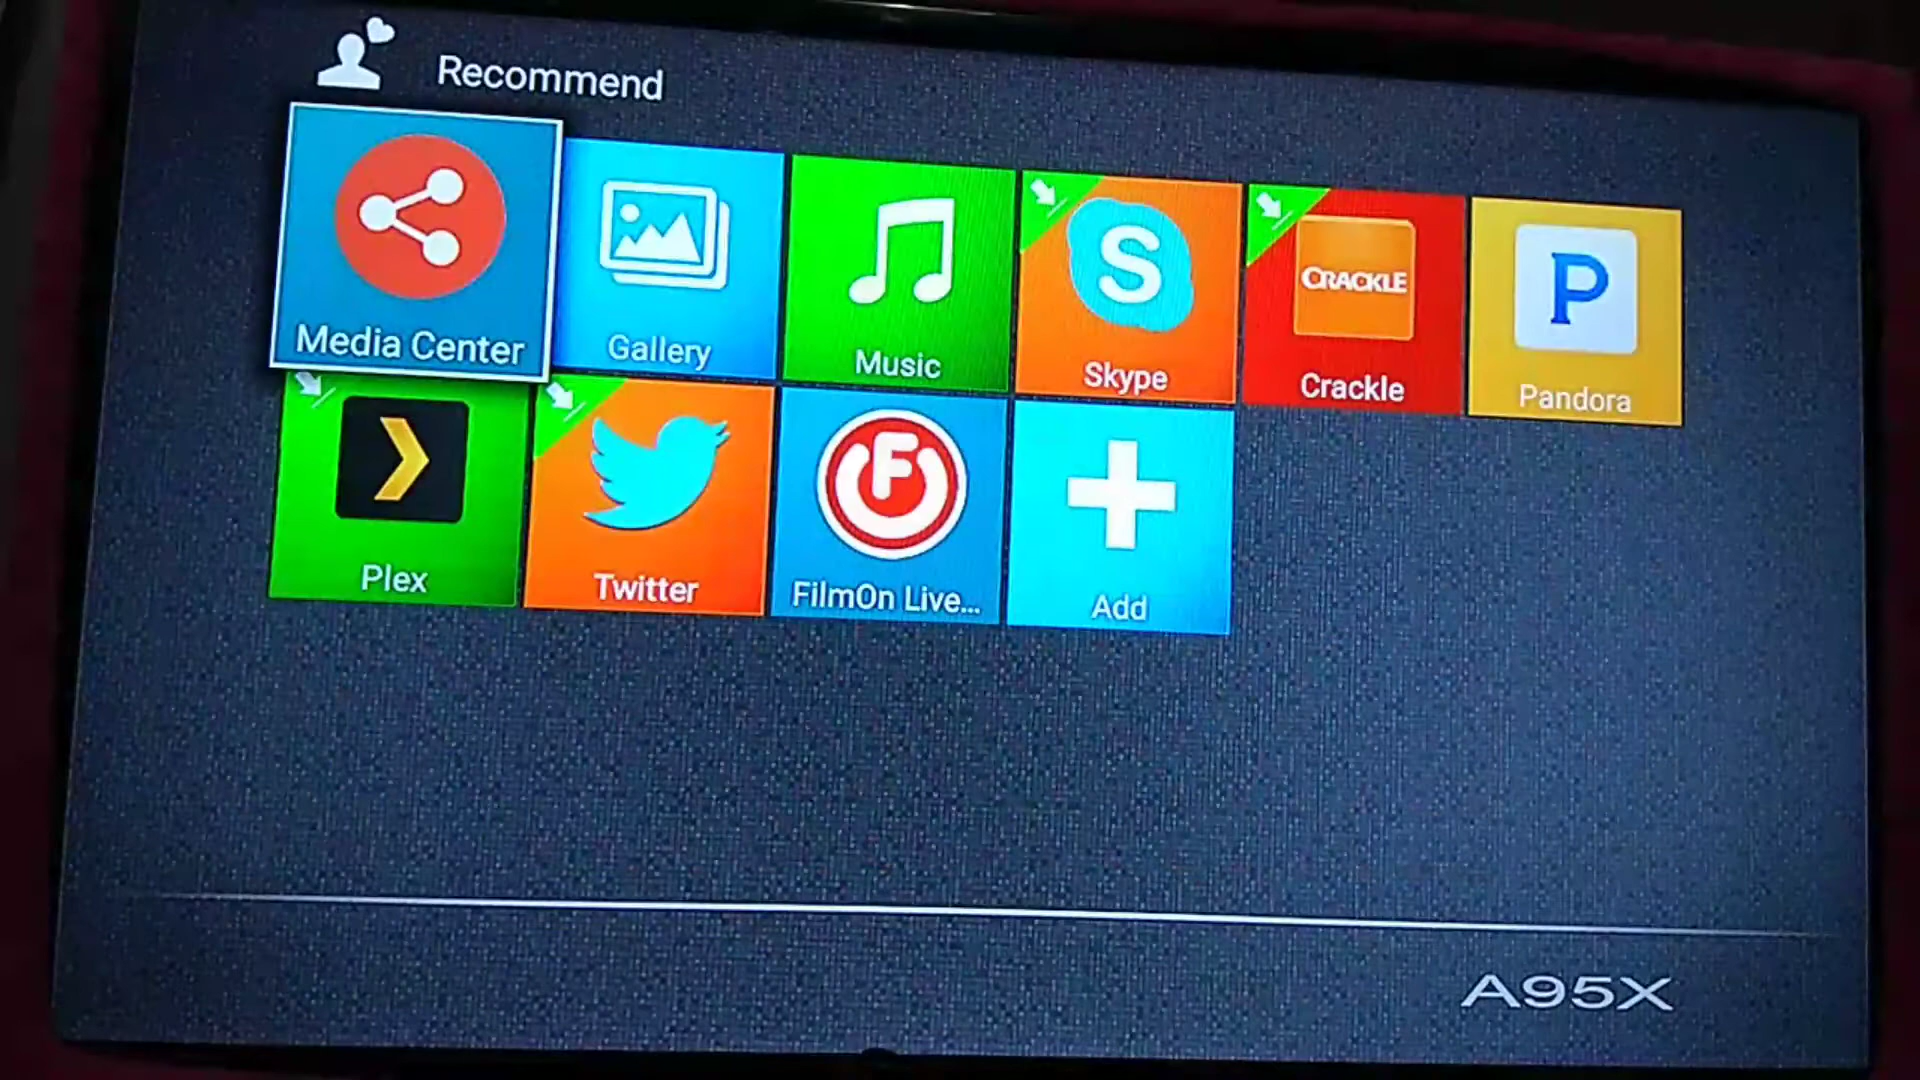 Recommend
Media Center
Gallery
Music
S
Skype
CRACKLE
Crackle
P
Pandora
Plex
Twitter
F
FilmOn Live...
Add
A95X